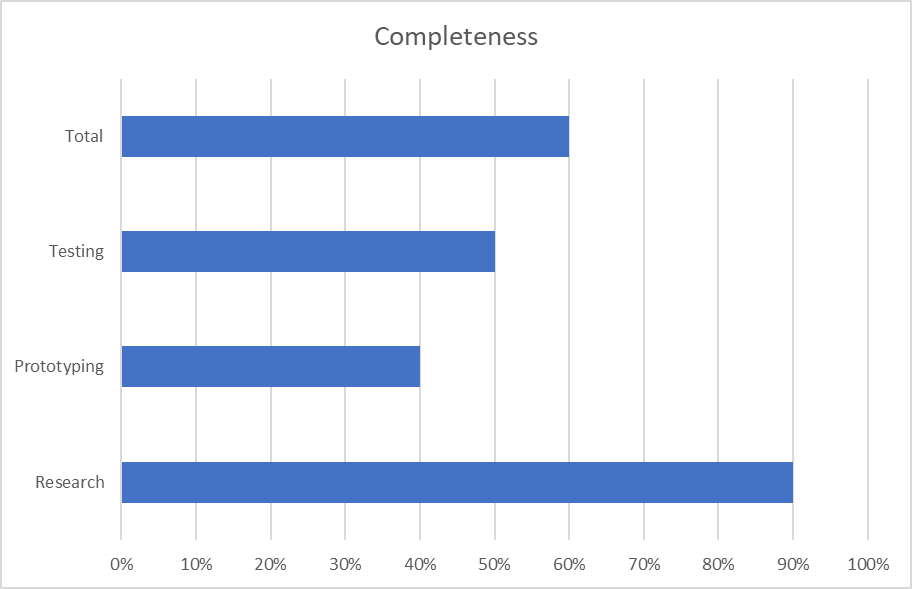 Completeness
Total
Testing
Prototyping
Research
0% 10% 20% 30% 40% 50% 60% 70% 80% 90% 100%